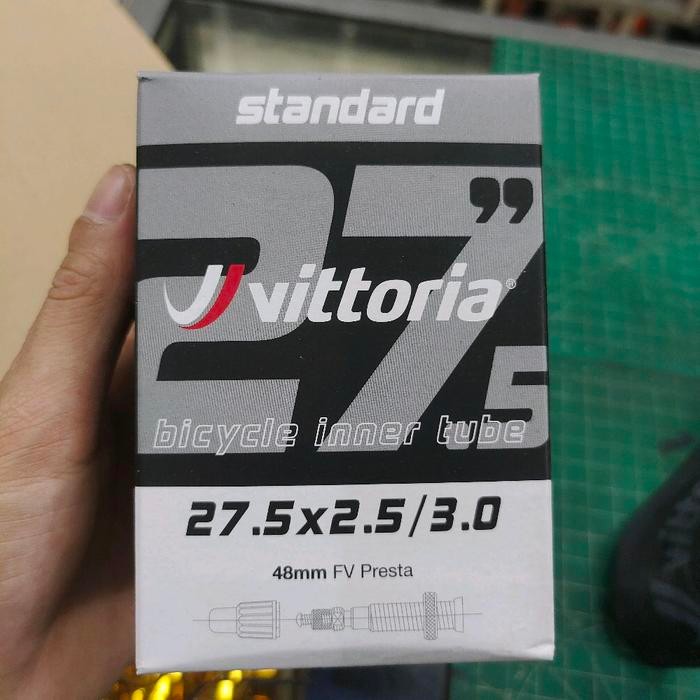 standard
27.5”
vittoria®
bicycle inner tube
27.5x2.5/3.0
48mm FV Presta